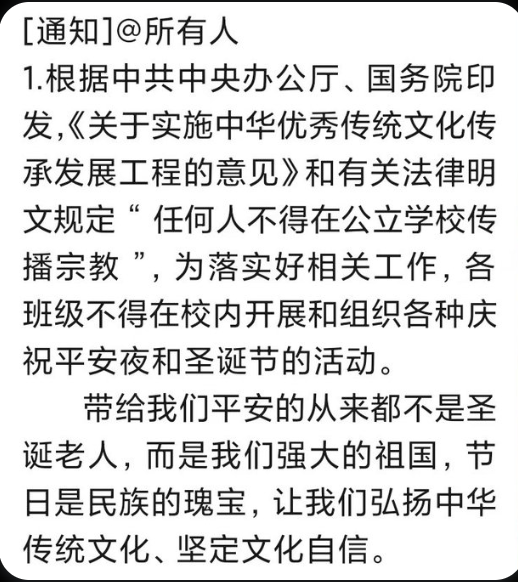 [通知]@所有人
1.根据中共中央办公厅、国务院印
发,《关于实施中华优秀传统文化传
承发展工程的意见》和有关法律明
文规定“任何人不得在公立学校传
播宗教”，为落实好相关工作，各
班级不得在校内开展和组织各种庆
祝平安夜和圣诞节的活动。
带给我们平安的从来都不是圣
诞老人，而是我们强大的祖国，节
日是民族的瑰宝，让我们弘扬中华
传统文化、坚定文化自信。